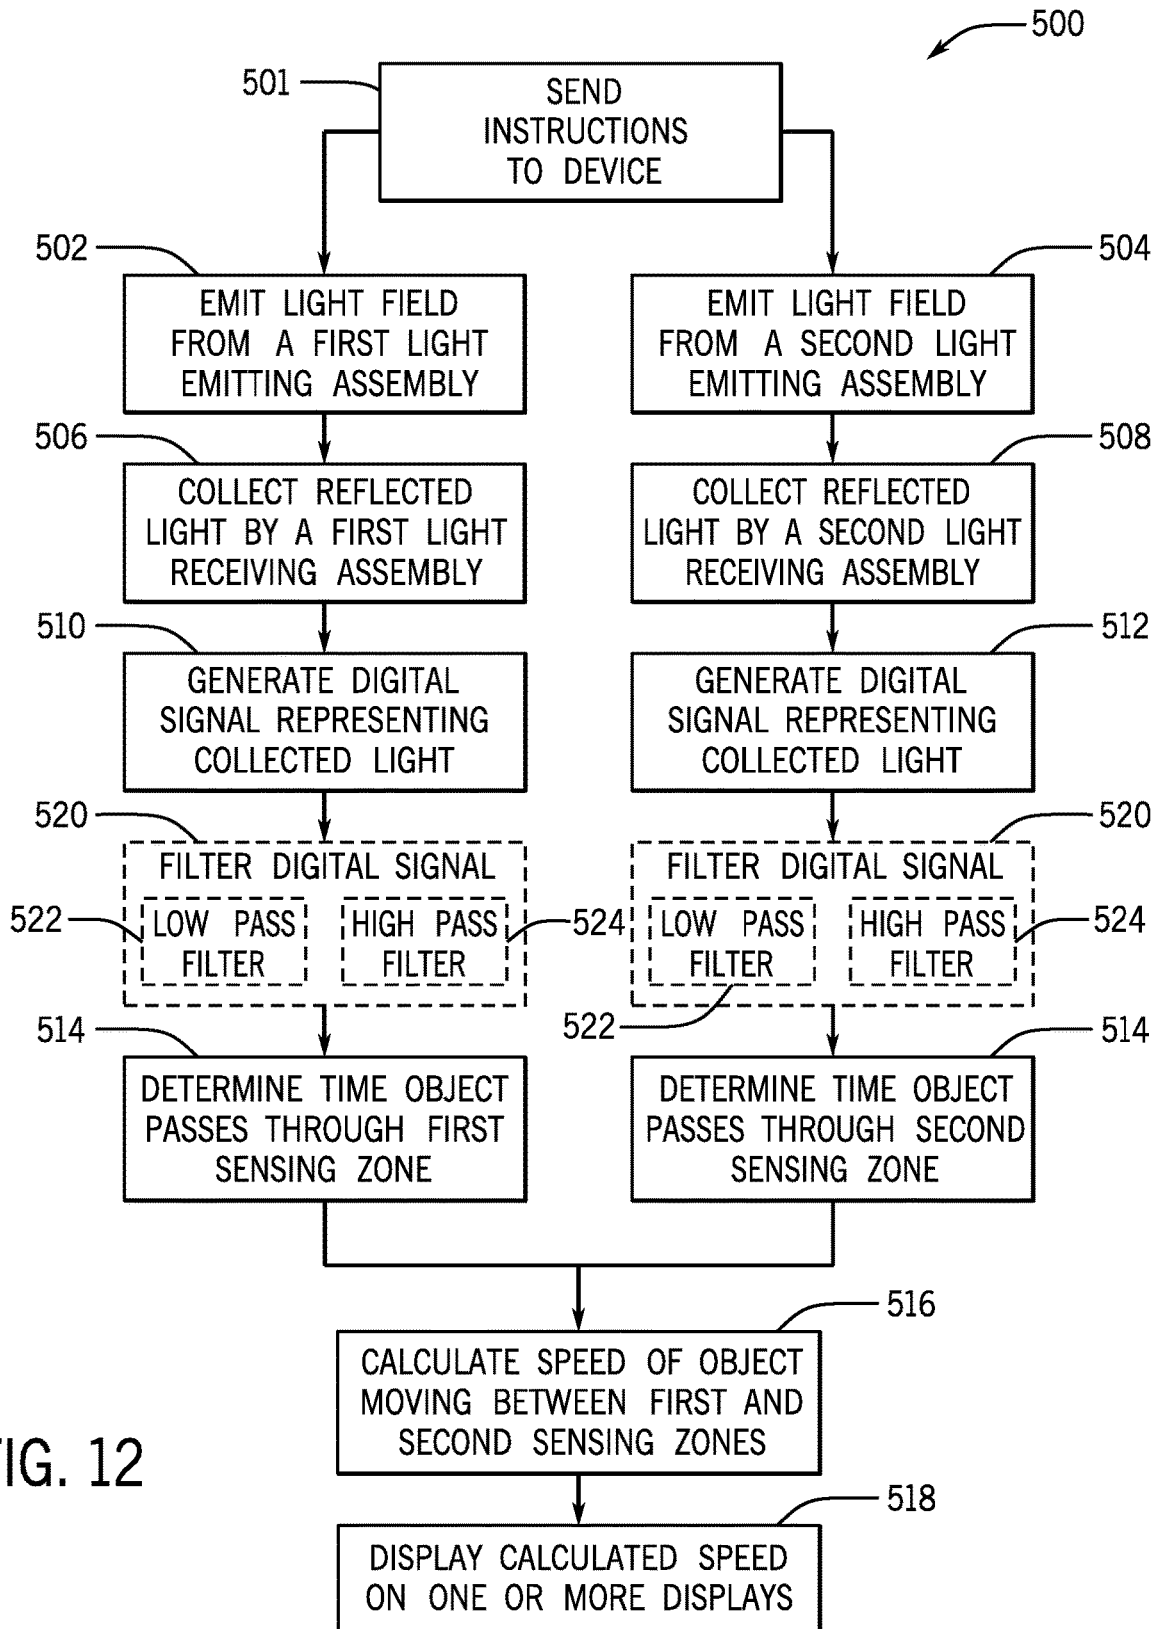 500
501
SEND
INSTRUCTIONS
TO DEVICE
502
EMIT LIGHT FIELD
FROM A FIRST LIGHT
EMITTING ASSEMBLY
504
EMIT LIGHT FIELD
FROM A SECOND LIGHT
EMITTING ASSEMBLY
506
COLLECT REFLECTED
LIGHT BY A FIRST LIGHT
RECEIVING ASSEMBLY
508
COLLECT REFLECTED
LIGHT BY A SECOND LIGHT
RECEIVING ASSEMBLY
510
GENERATE DIGITAL
SIGNAL REPRESENTING
COLLECTED LIGHT
512
GENERATE DIGITAL
SIGNAL REPRESENTING
COLLECTED LIGHT
520
FILTER DIGITAL SIGNAL
522
LOW PASS
FILTER
HIGH PASS
FILTER
524
520
FILTER DIGITAL SIGNAL
LOW PASS
FILTER
522
HIGH PASS
FILTER
524
514
DETERMINE TIME OBJECT
PASSES THROUGH FIRST
SENSING ZONE
514
DETERMINE TIME OBJECT
PASSES THROUGH SECOND
SENSING ZONE
516
CALCULATE SPEED OF OBJECT
MOVING BETWEEN FIRST AND
SECOND SENSING ZONES
518
DISPLAY CALCULATED SPEED
ON ONE OR MORE DISPLAYS
IG. 12